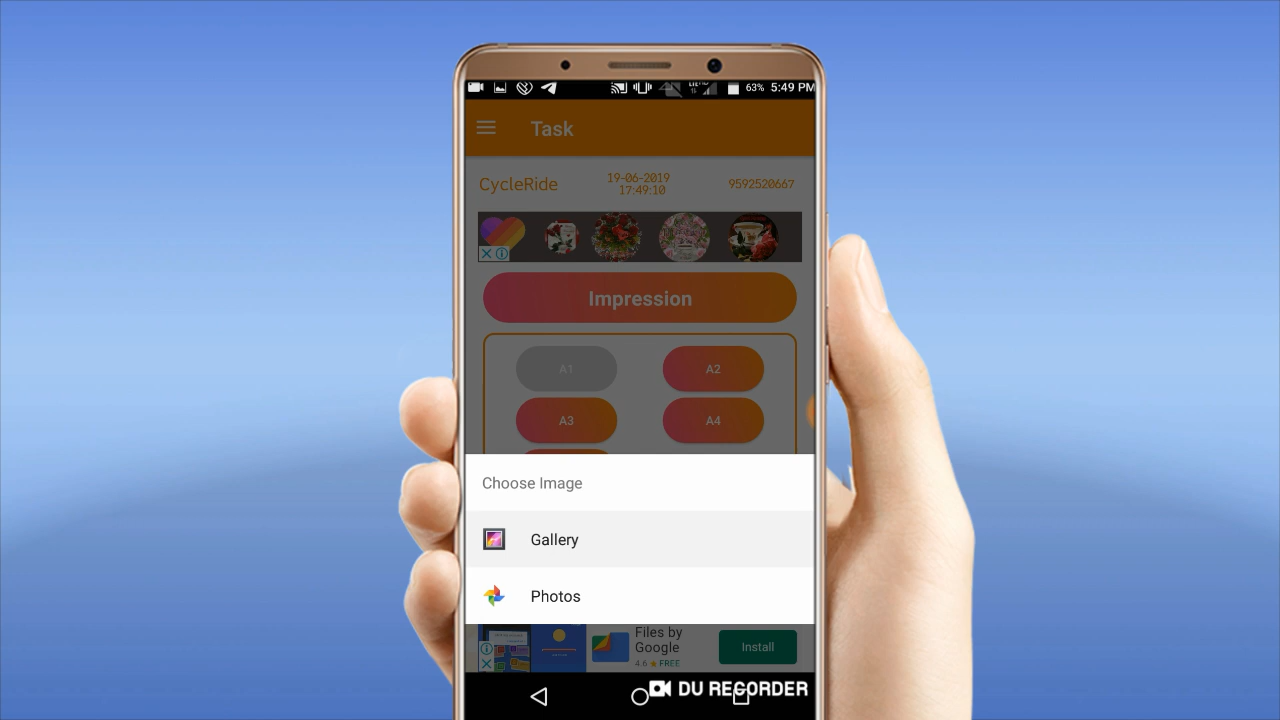 63% 5:49 PM
Task
CycleRide
19-06-2019
17:49:10
9592520667
Impression
A1
A2
A3
A4
Choose Image
Gallery
Photos
Files by
Google
4.6 ★ FREE
Install
DU RECORDER